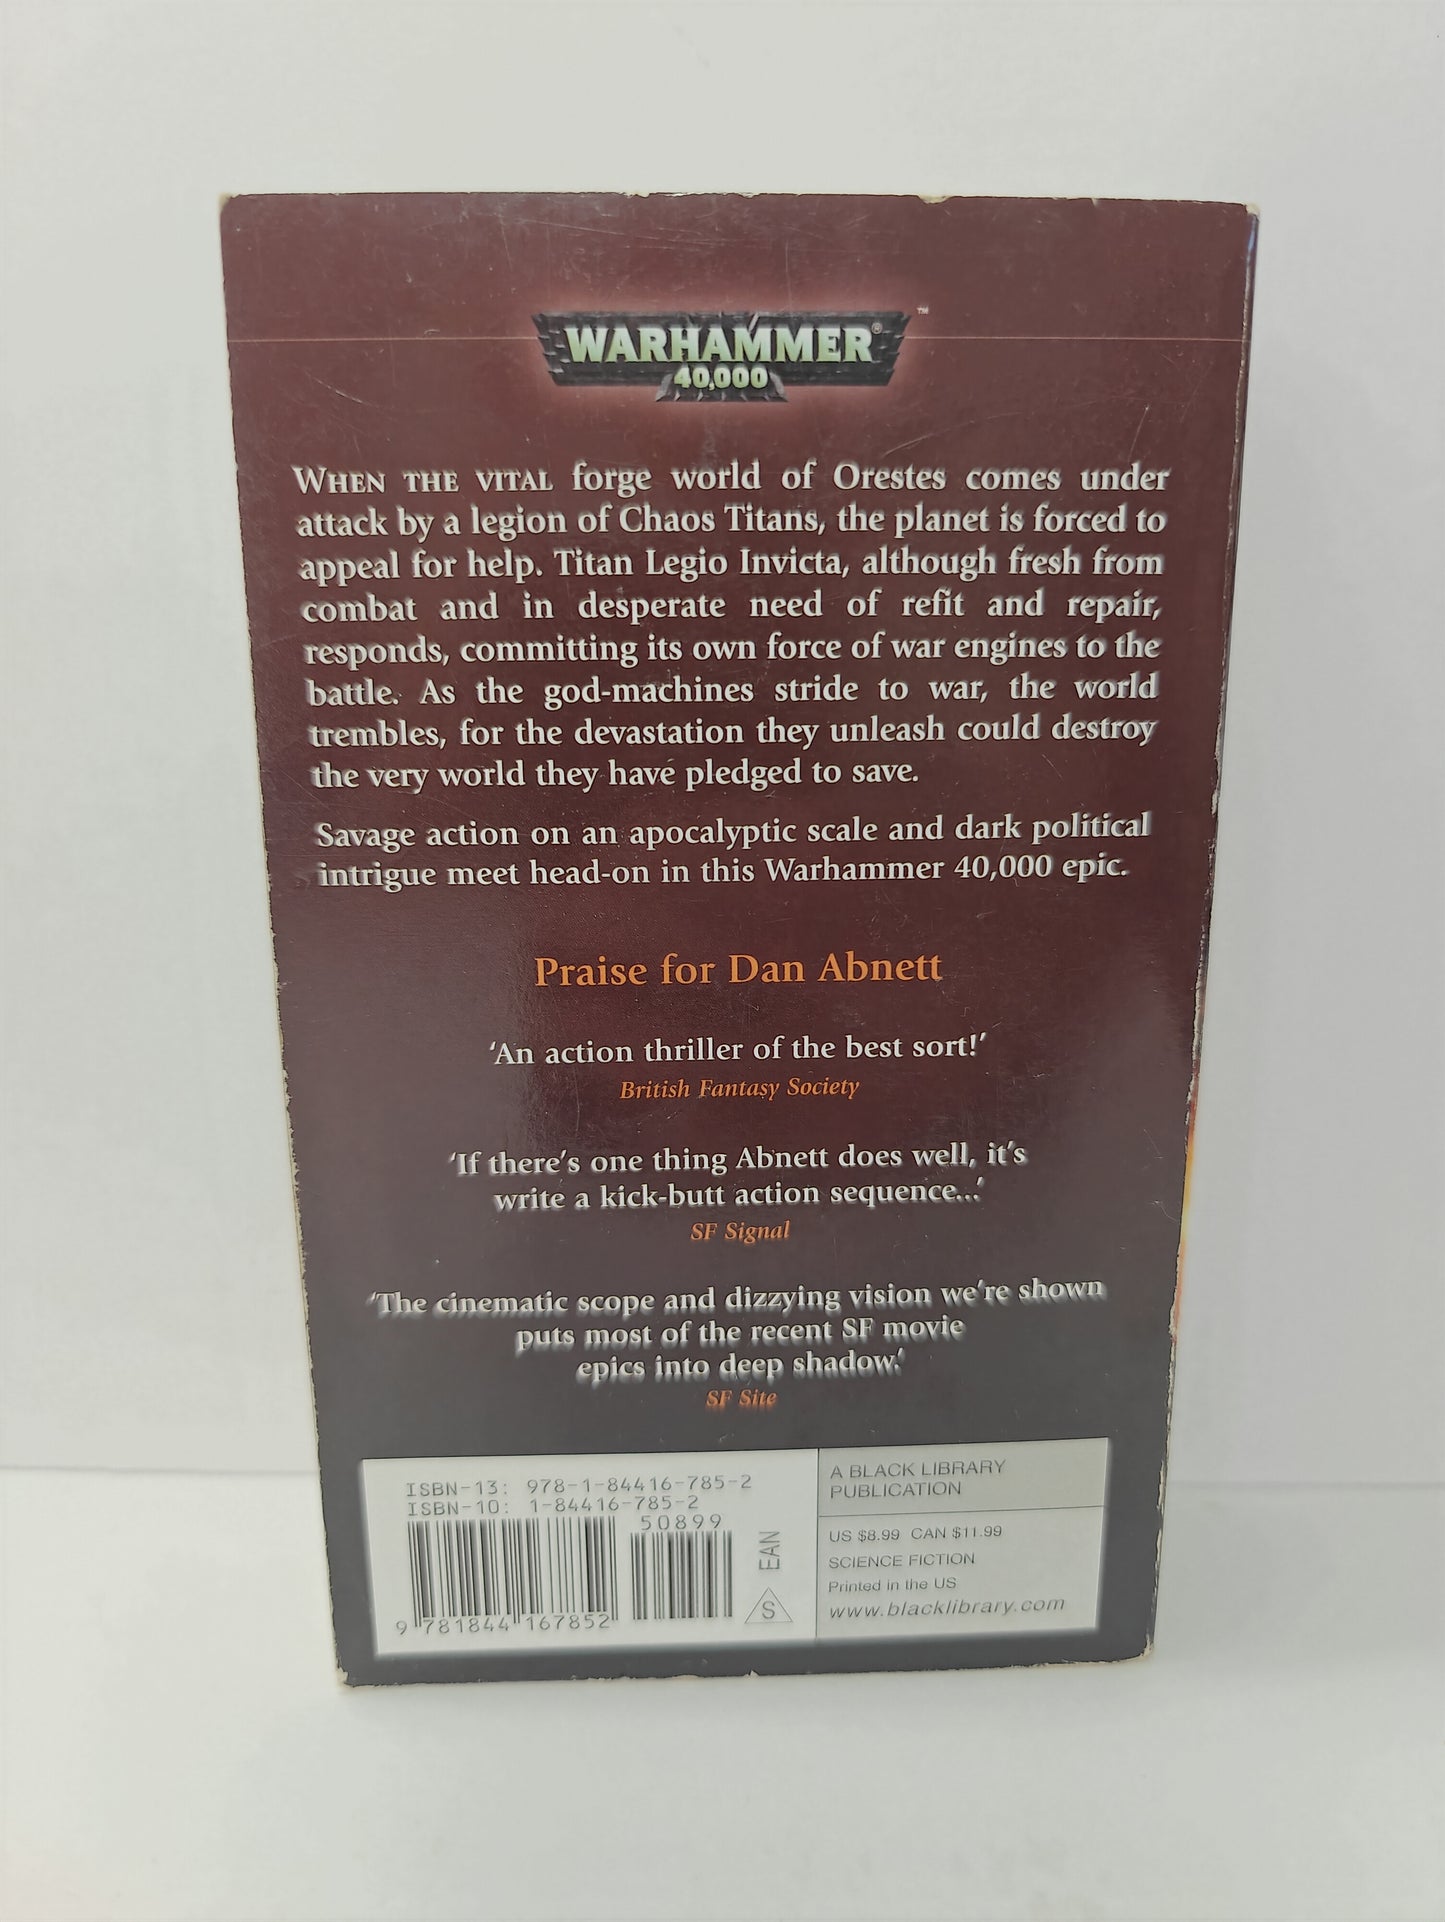 WARHAMMER®™
40,000
WHEN THE VITAL forge world of Orestes comes under
attack by a legion of Chaos Titans, the planet is forced to
appeal for help. Titan Legio Invicta, although fresh from
combat and in desperate need of refit and repair,
responds, committing its own force of war engines to the
battle. As the god-machines stride to war, the world
trembles, for the devastation they unleash could destroy
the very world they have pledged to save.
Savage action on an apocalyptic scale and dark political
intrigue meet head-on in this Warhammer 40,000 epic.
Praise for Dan Abnett
'An action thriller of the best sort!'
British Fantasy Society
'If there's one thing Abnett does well, it's
write a kick-butt action sequence...'
SF Signal
'The cinematic scope and dizzying vision we're shown
puts most of the recent SF movie
epics into deep shadow.'
SF Site
ISBN-13: 978-1-84416-785-2
ISBN-10: 1-84416-785-2
50899
9 781844 167852
EAN
S
A BLACK LIBRARY
PUBLICATION
US $8.99 CAN $11.99
SCIENCE FICTION
Printed in the US
www.blacklibrary.com